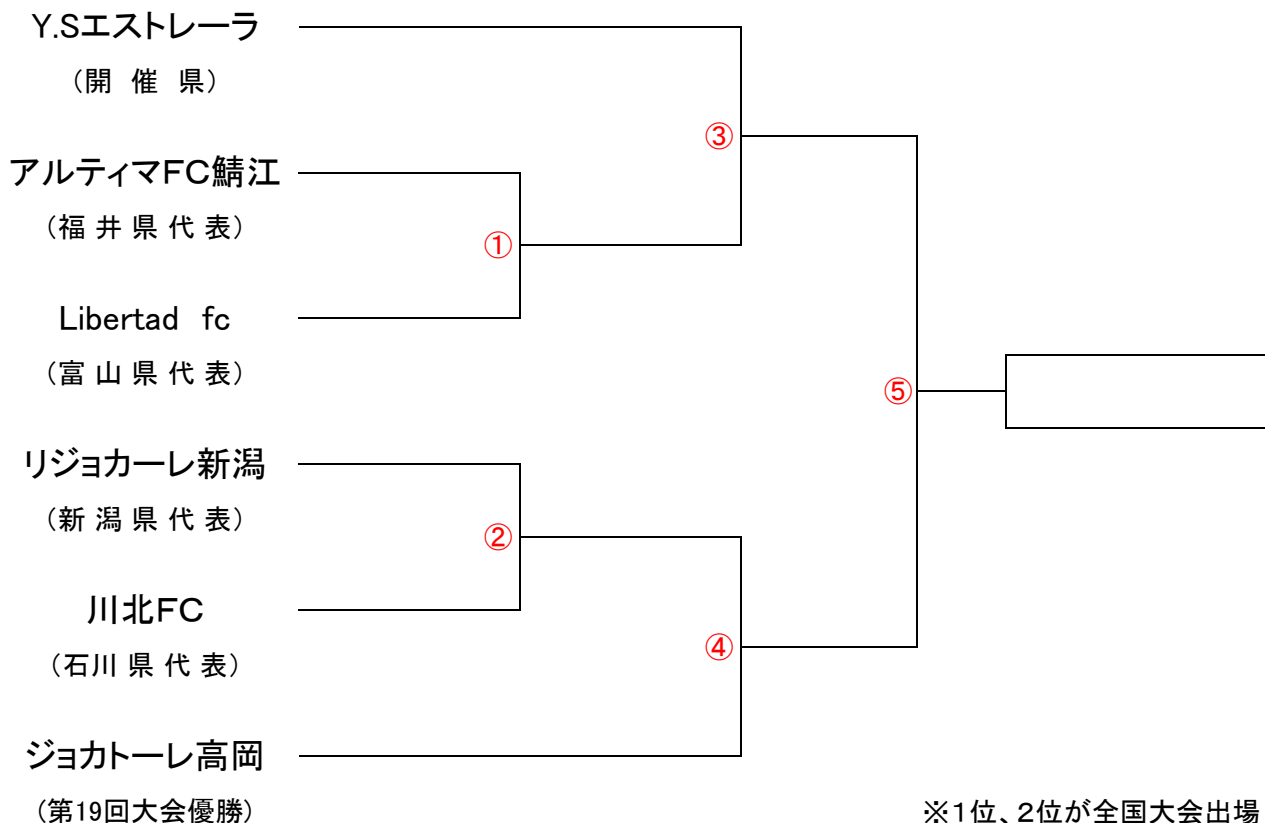 Y.Sエストレーラ
（開 催 県）
③
アルティマＦＣ鯖江
（福 井 県 代 表）
①
Libertad fc
（富 山 県 代 表）
⑤
リジョカーレ新潟
（新 潟 県 代 表）
②
川北ＦＣ
（石川 県 代 表）
④
ジョカトーレ高岡
（第19回大会優勝）
※１位、２位が全国大会出場